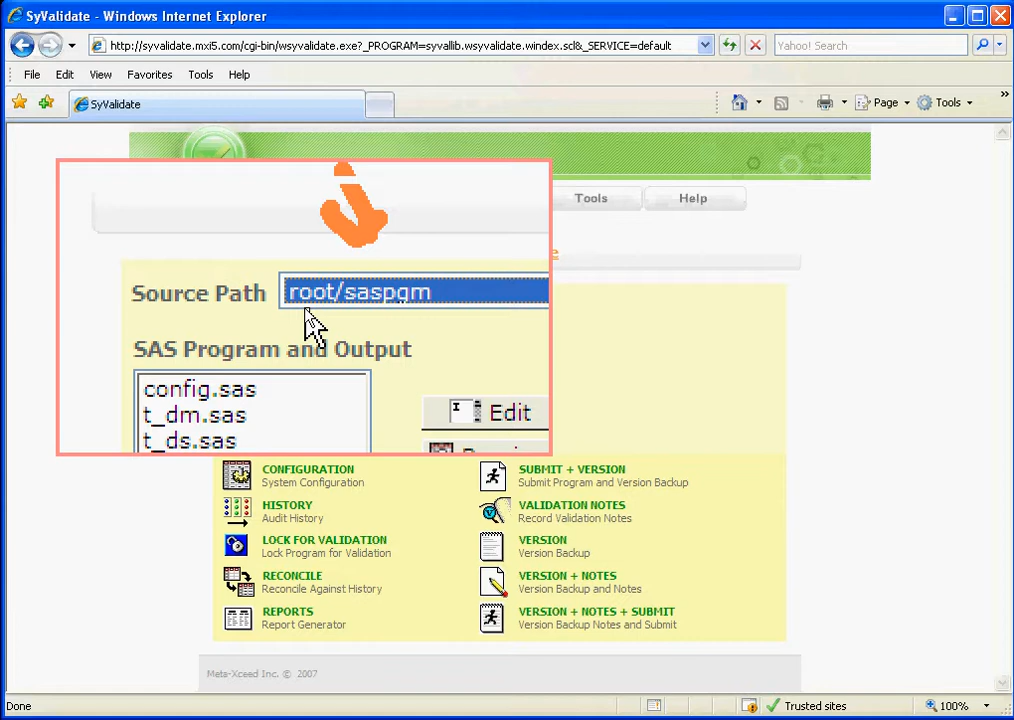 SyValidate - Windows Internet Explorer
http://syvalidate.mxi5.com/cgi-bin/wsyvalidate.exe?_PROGRAM=syvallib.wsyvalidate.windex.scl&_SERVICE=default
Yahoo! Search
File Edit View Favorites Tools Help
SyValidate
Page Tools
Tools Help
Source Path root/saspgm
SAS Program and Output
config.sas
t_dm.sas
t_ds.sas
Edit
CONFIGURATION
System Configuration
HISTORY
Audit History
LOCK FOR VALIDATION
Lock Program for Validation
RECONCILE
Reconcile Against History
REPORTS
Report Generator
SUBMIT + VERSION
Submit Program and Version Backup
VALIDATION NOTES
Record Validation Notes
VERSION
Version Backup
VERSION + NOTES
Version Backup and Notes
VERSION + NOTES + SUBMIT
Version Backup Notes and Submit
Meta-Xceed Inc. © 2007
Done Trusted sites 100%